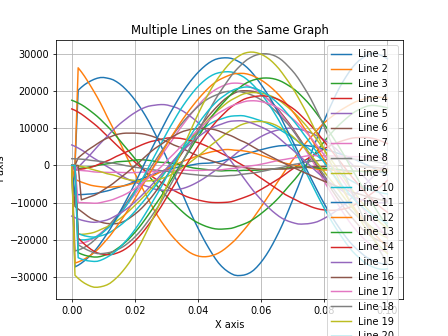 Multiple Lines on the Same Graph
30000
20000
10000
0
−10000
−20000
−30000
0.00
0.02
0.04
0.06
X axis
Line 1
Line 2
Line 3
Line 4
Line 5
Line 6
Line 7
Line 8
Line 9
Line 10
Line 11
Line 12
Line 13
Line 14
Line 15
Line 16
Line 17
Line 18
Line 19
Line 20